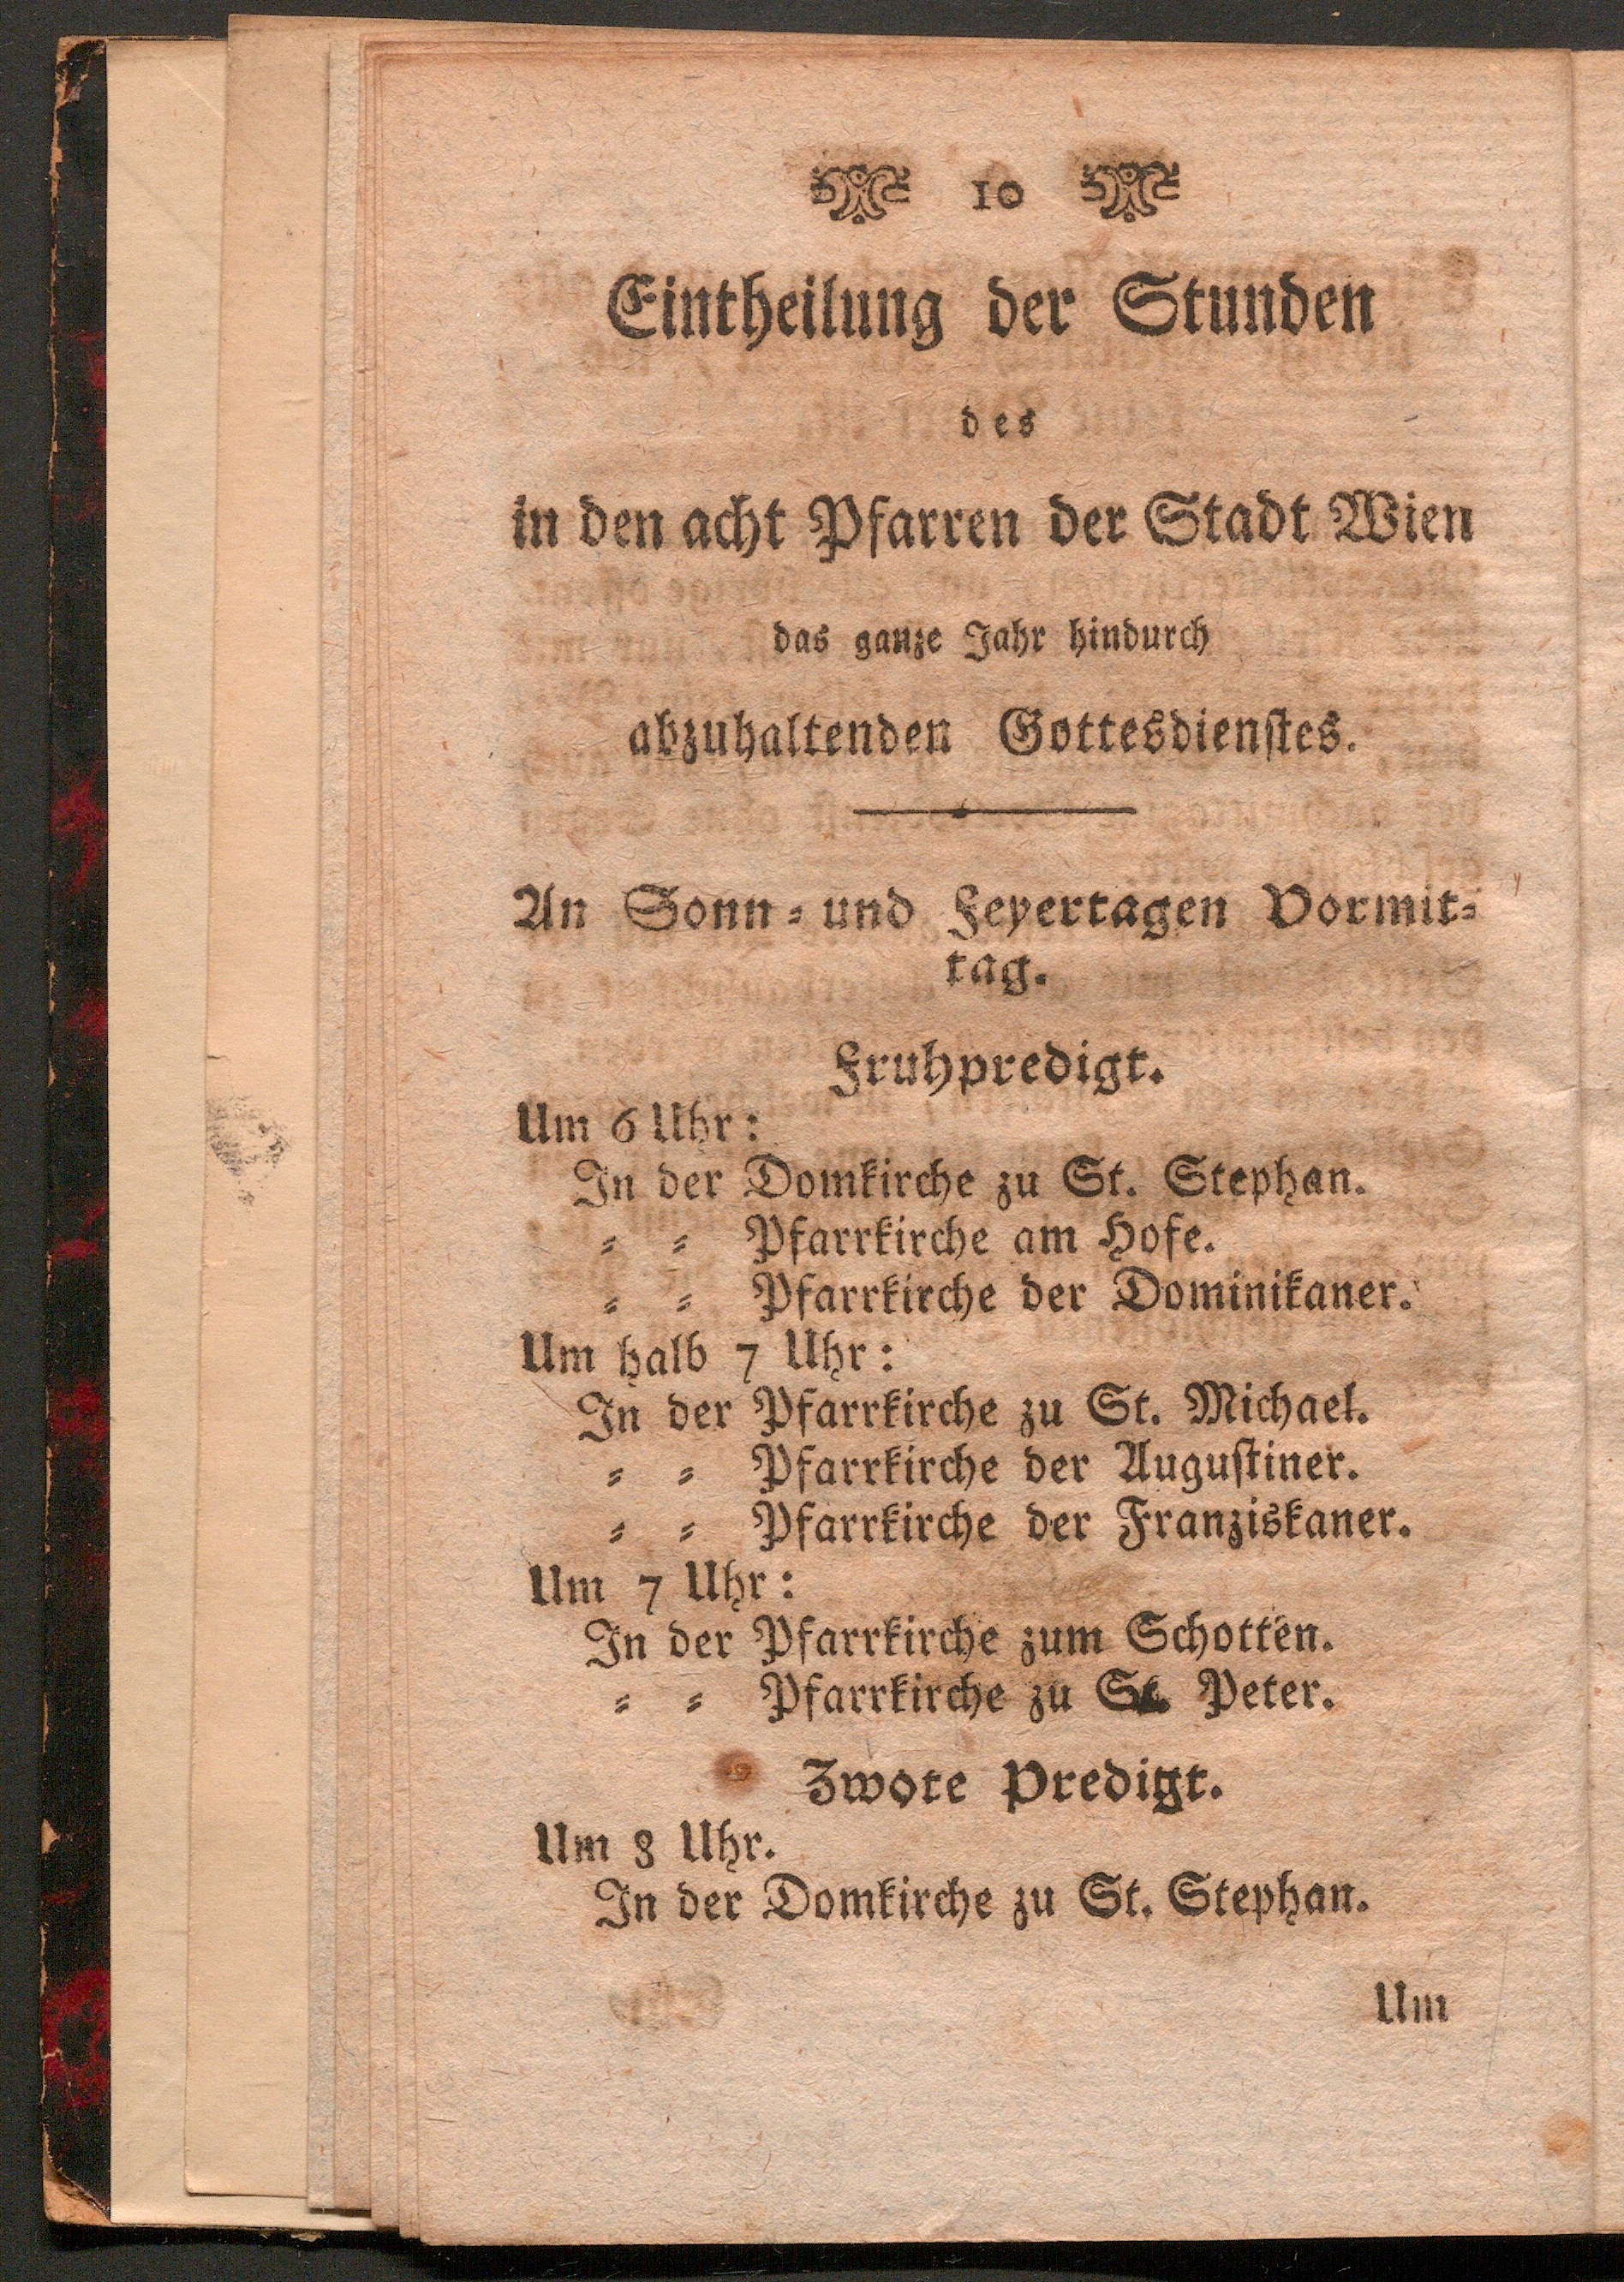 10
Eintheilung der Stunden
des
in den acht Pfarren der Stadt Wien
das ganze Jahr hindurch
abzuhaltenden Gottesdienstes.
An Sonn⸗ und Feyertagen Vormit⸗
tag.
Fruhpredigt.
Um 6 Uhr:
In der Domkirche zu St. Stephan.
⸗ ⸗ Pfarrkirche am Hofe.
⸗ ⸗ Pfarrkirche der Dominikaner.
Um halb 7 Uhr:
In der Pfarrkirche zu St. Michael.
⸗ ⸗ Pfarrkirche der Augustiner.
⸗ ⸗ Pfarrkirche der Franziskaner.
Um 7 Uhr:
In der Pfarrkirche zum Schotten.
⸗ ⸗ Pfarrkirche zu St. Peter.
Zwote Predigt.
Um 8 Uhr.
In der Domkirche zu St. Stephan.
Um